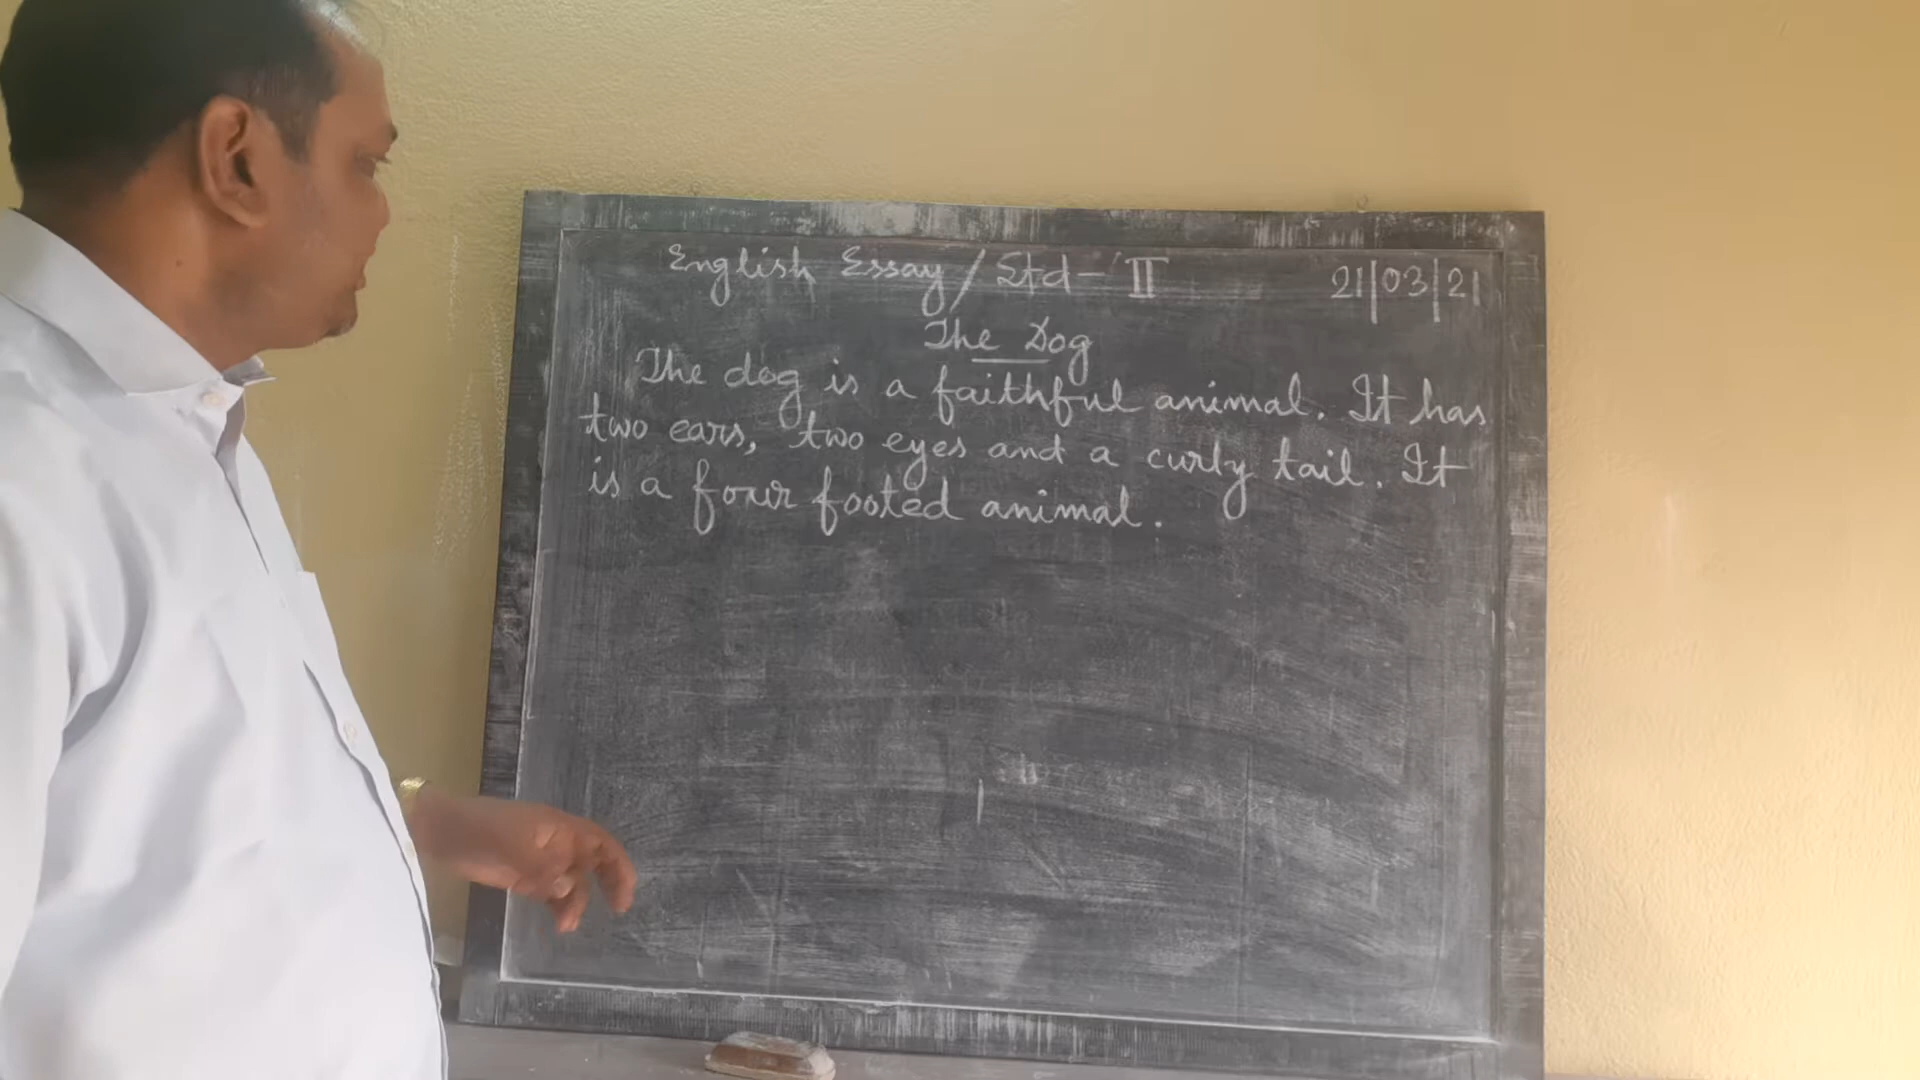 English Essay / Std - II 21/03/21
The Dog
The dog is a faithful animal. It has
two ears, two eyes and a curly tail. It
is a four footed animal.